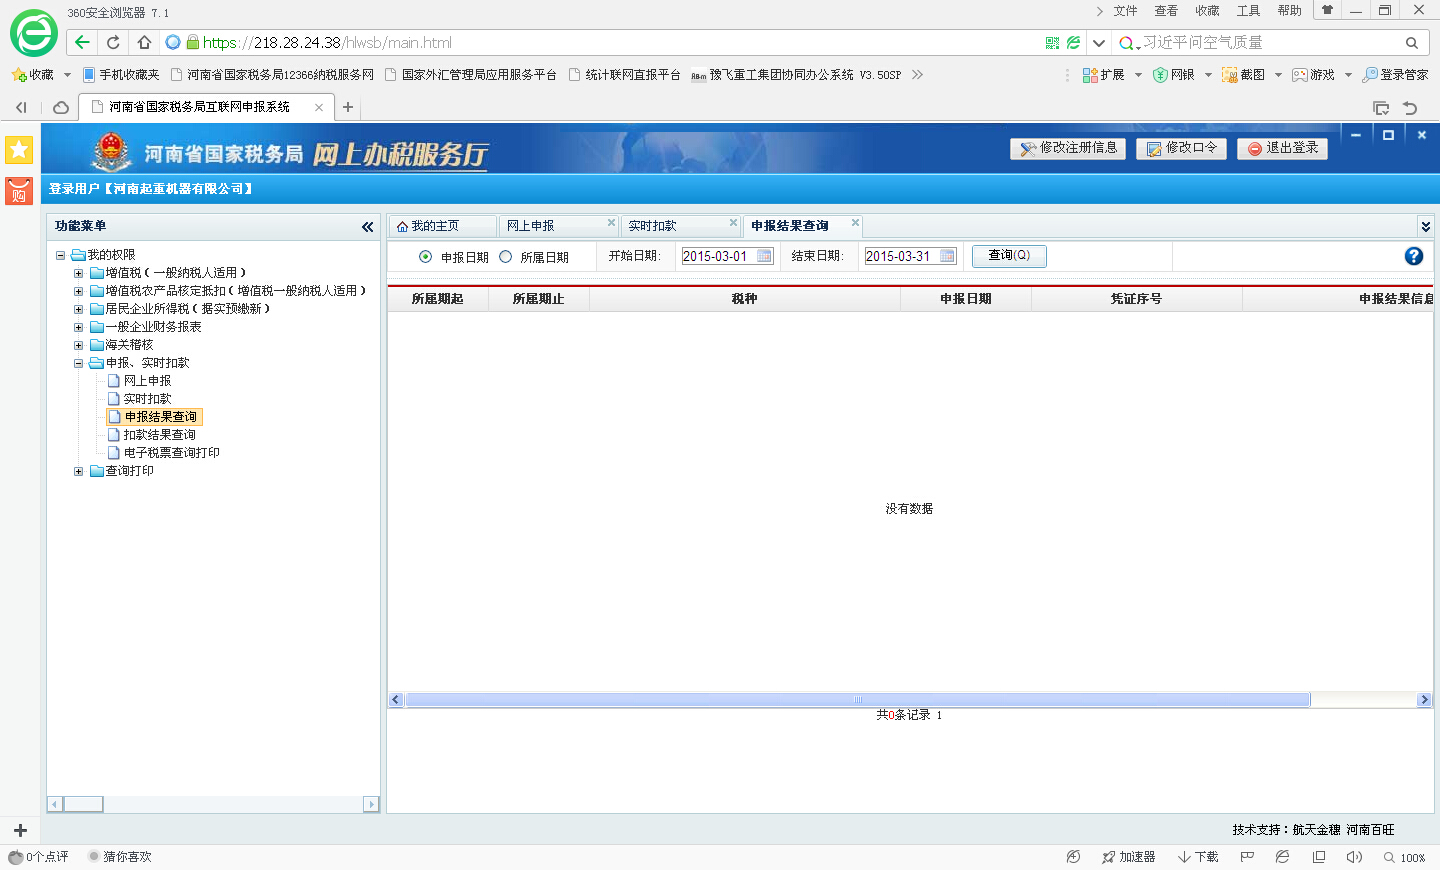 360安全浏览器 7.1
文件 查看 收藏 工具 帮助
https://218.28.24.38/hlwsb/main.html
习近平问空气质量
收藏 手机收藏夹 河南省国家税务局12366纳税服务网 国家外汇管理局应用服务平台 统计联网直报平台 豫飞重工集团协同办公系统 V3.50SP
扩展 网银 截图 游戏 登录管家
河南省国家税务局互联网申报系统
河南省国家税务局 网上办税服务厅
修改注册信息 修改口令 退出登录
购
登录用户【河南起重机器有限公司】
功能菜单
我的权限
增值税(一般纳税人适用)
增值税农产品核定抵扣(增值税一般纳税人适用)
居民企业所得税(据实预缴新)
一般企业财务报表
海关稽核
申报、实时扣款
网上申报
实时扣款
申报结果查询
扣款结果查询
电子税票查询打印
查询打印
我的主页 网上申报 实时扣款 申报结果查询
申报日期 所属日期 开始日期: 2015-03-01 结束日期: 2015-03-31 查询(Q)
所属期起 所属期止 税种 申报日期 凭证序号 申报结果信息
没有数据
共0条记录 1
技术支持：航天金穗 河南百旺
0个点评 猜你喜欢
加速器 下载 100%